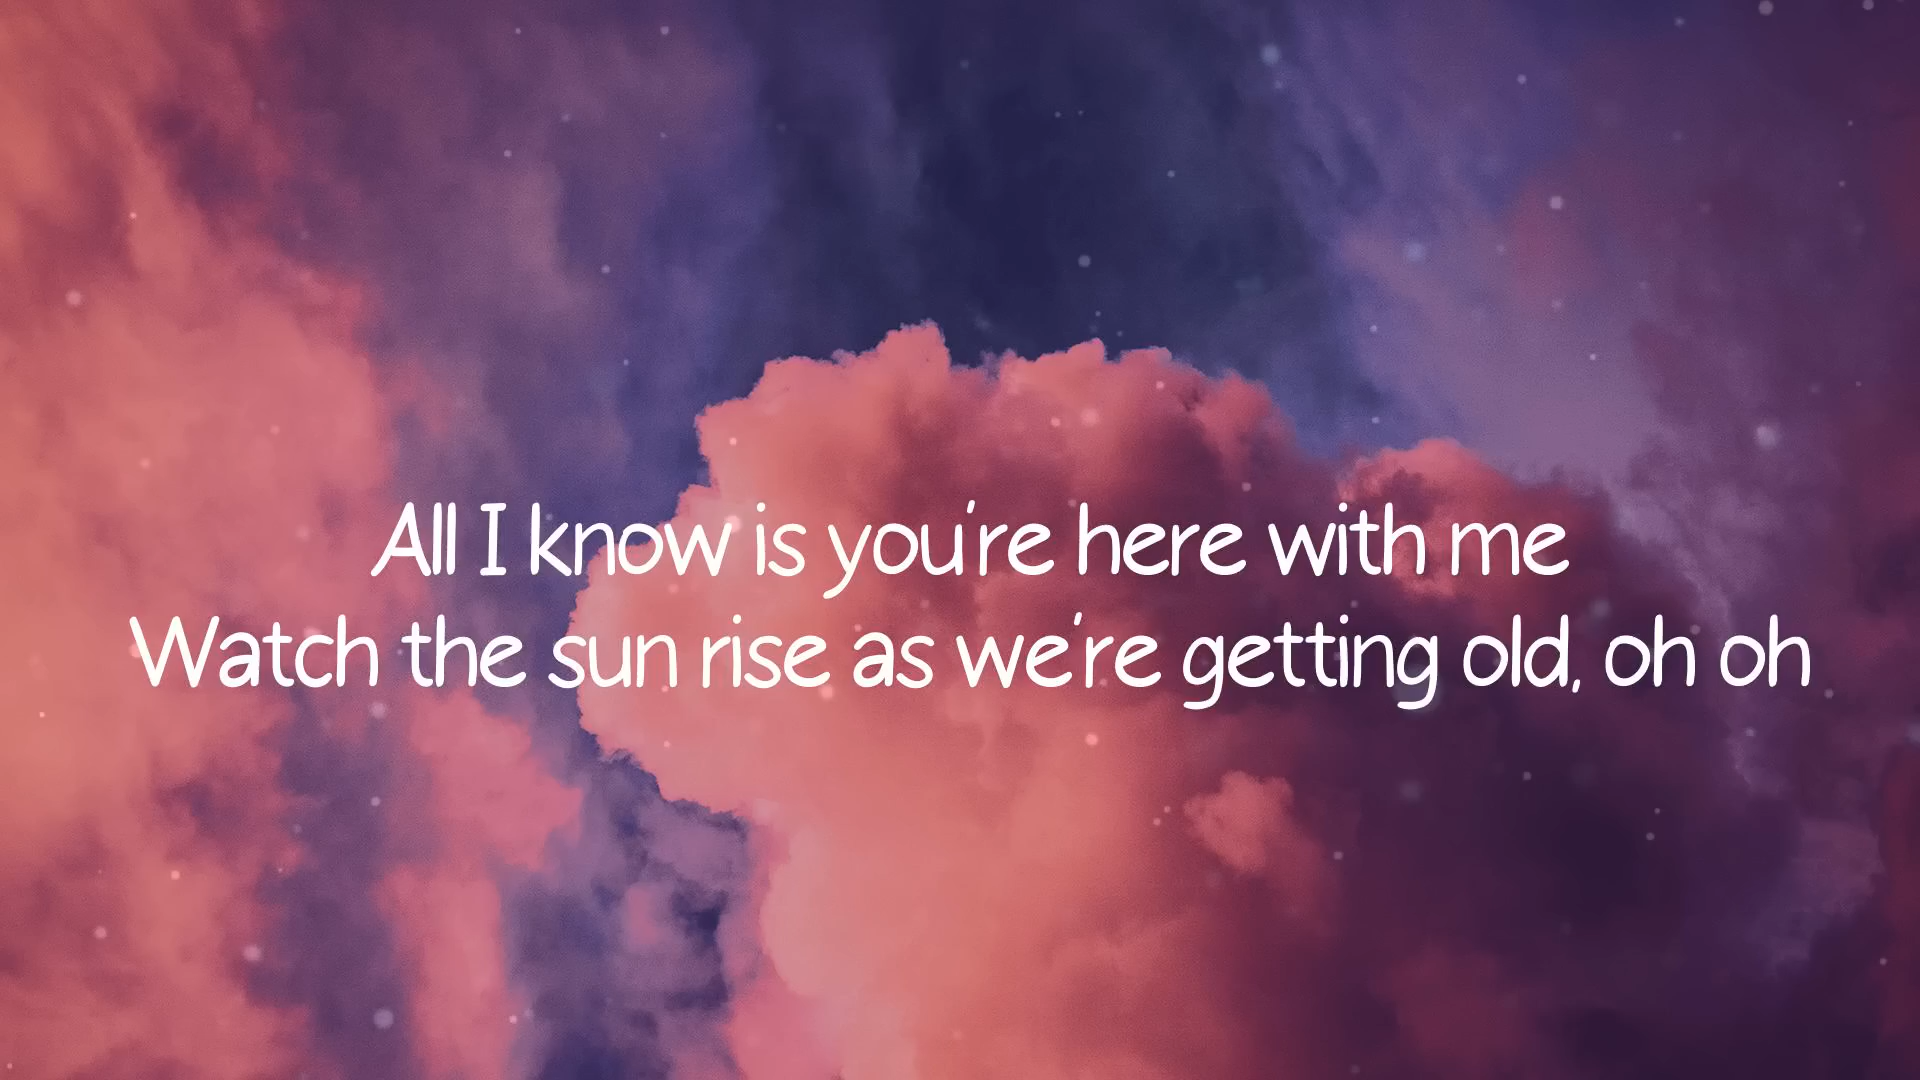 All I know is you're here with me
Watch the sun rise as we're getting old, oh oh